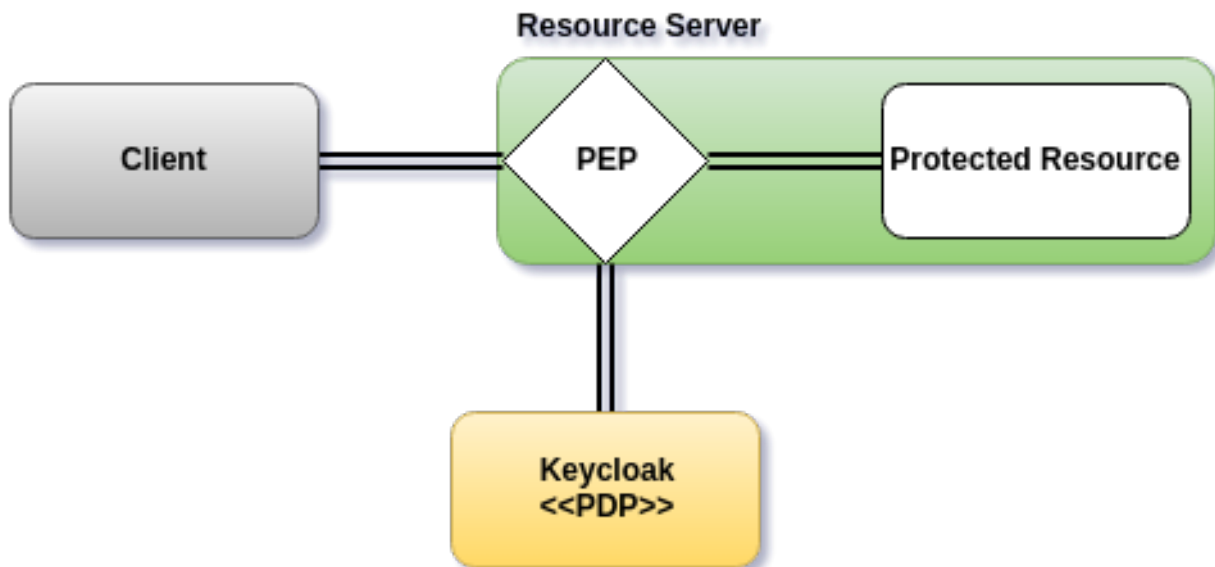 Resource Server
Client
PEP
Protected Resource
Keycloak
<<PDP>>